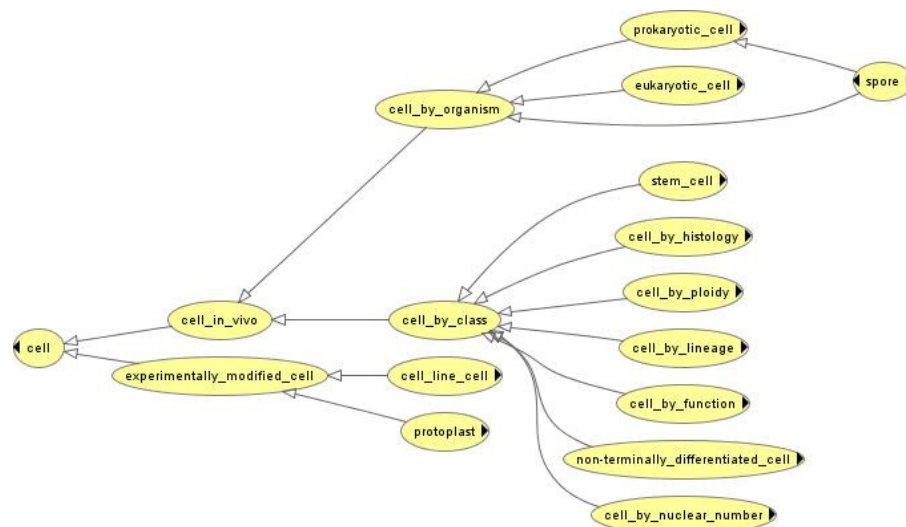 prokaryotic_cell
spore
eukaryotic_cell
cell_by_organism
stem_cell
cell_by_histology
cell_by_ploidy
cell_in_vivo
cell_by_class
cell
cell_by_lineage
experimentally_modified_cell
cell_line_cell
cell_by_function
protoplast
non-terminally_differentiated_cell
cell_by_nuclear_number